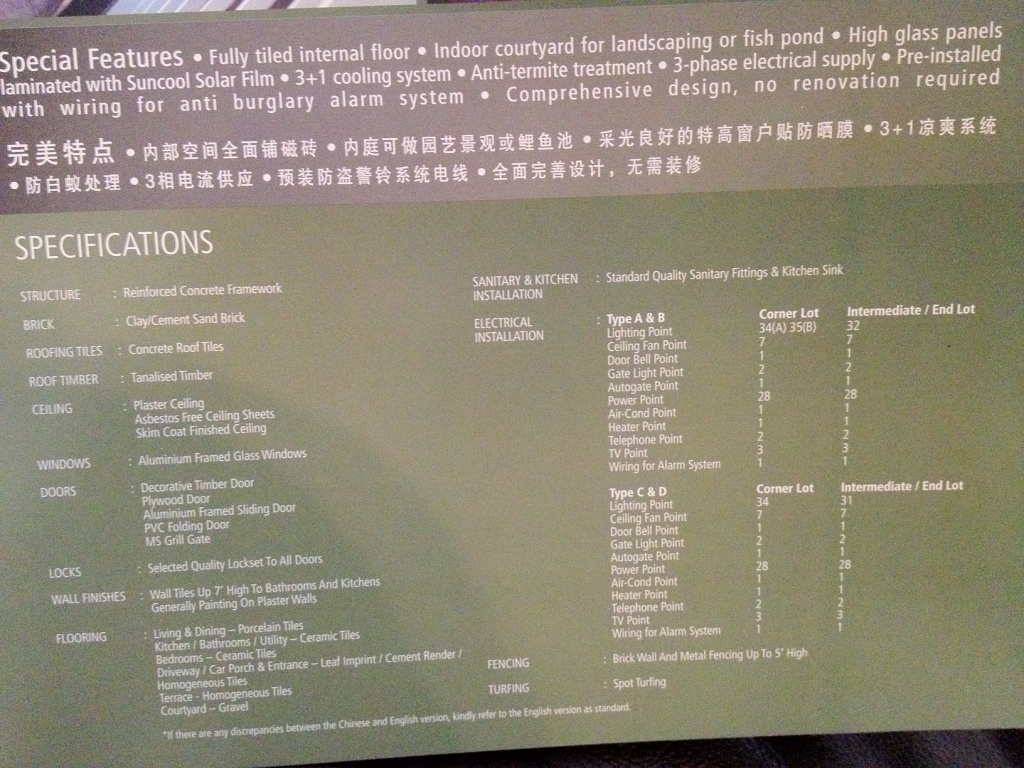 Special Features • Fully tiled internal floor • Indoor courtyard for landscaping or fish pond • High glass panels
laminated with Suncool Solar Film • 3+1 cooling system • Anti-termite treatment • 3-phase electrical supply • Pre-installed
with wiring for anti burglary alarm system • Comprehensive design, no renovation required
完美特点 • 内部空间全面铺磁砖 • 内庭可做园艺景观或鲤鱼池 • 采光良好的特高窗户贴防晒膜 • 3+1凉爽系统
• 防白蚁处理 • 3相电流供应 • 预装防盗警铃系统电线 • 全面完善设计，无需装修
SPECIFICATIONS
STRUCTURE : Reinforced Concrete Framework
BRICK : Clay/Cement Sand Brick
ROOFING TILES : Concrete Roof Tiles
ROOF TIMBER : Tanalised Timber
CEILING : Plaster Ceiling
Asbestos Free Ceiling Sheets
Skim Coat Finished Ceiling
WINDOWS : Aluminium Framed Glass Windows
DOORS : Decorative Timber Door
Plywood Door
Aluminium Framed Sliding Door
PVC Folding Door
MS Grill Gate
LOCKS : Selected Quality Lockset To All Doors
WALL FINISHES : Wall Tiles Up 7' High To Bathrooms And Kitchens
Generally Painting On Plaster Walls
FLOORING : Living & Dining – Porcelain Tiles
Kitchen / Bathrooms / Utility – Ceramic Tiles
Bedrooms – Ceramic Tiles
Driveway / Car Porch & Entrance – Leaf Imprint / Cement Render /
Homogeneous Tiles
Terrace - Homogeneous Tiles
Courtyard – Gravel
SANITARY & KITCHEN : Standard Quality Sanitary Fittings & Kitchen Sink
INSTALLATION
ELECTRICAL : Type A & B Corner Lot Intermediate / End Lot
INSTALLATION
Lighting Point 34(A) 35(B) 32
Ceiling Fan Point 7 7
Door Bell Point 1 1
Gate Light Point 2 2
Autogate Point 1 1
Power Point 28 28
Air-Cond Point 1 1
Heater Point 1 1
Telephone Point 2 2
TV Point 3 3
Wiring for Alarm System 1 1
Type C & D Corner Lot Intermediate / End Lot
Lighting Point 34 31
Ceiling Fan Point 7 7
Door Bell Point 1 1
Gate Light Point 2 2
Autogate Point 1 1
Power Point 28 28
Air-Cond Point 1 1
Heater Point 1 1
Telephone Point 2 2
TV Point 3 3
Wiring for Alarm System 1 1
FENCING : Brick Wall And Metal Fencing Up To 5' High
TURFING : Spot Turfing
*If there are any discrepancies between the Chinese and English version, kindly refer to the English version as standard.